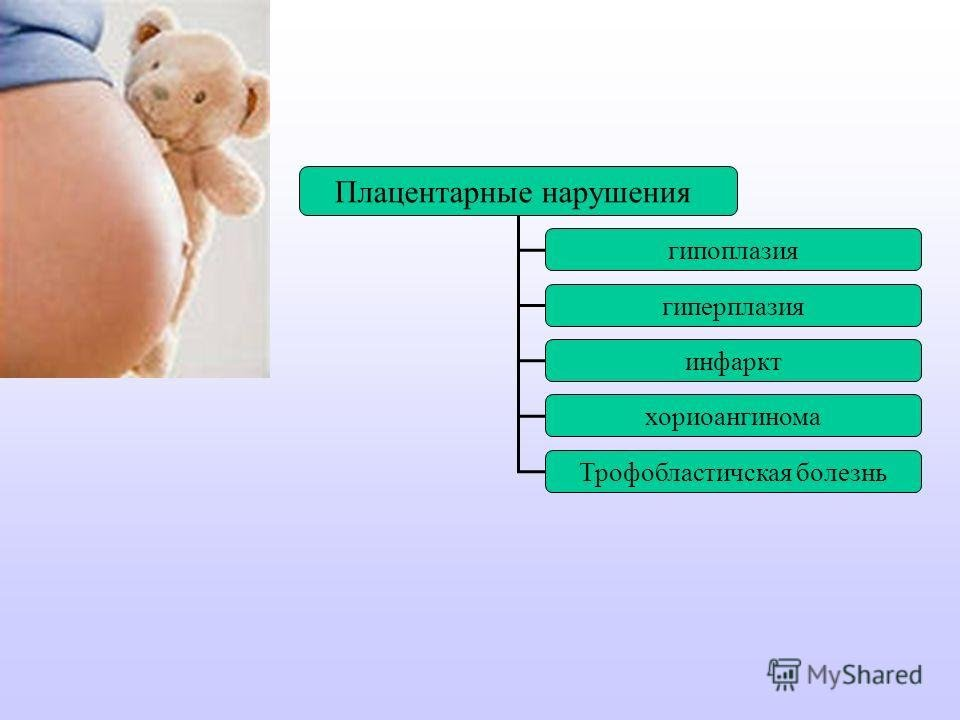 Плацентарные нарушения
гипоплазия
гиперплазия
инфаркт
хориоангинома
Трофобластичская болезнь
MyShared